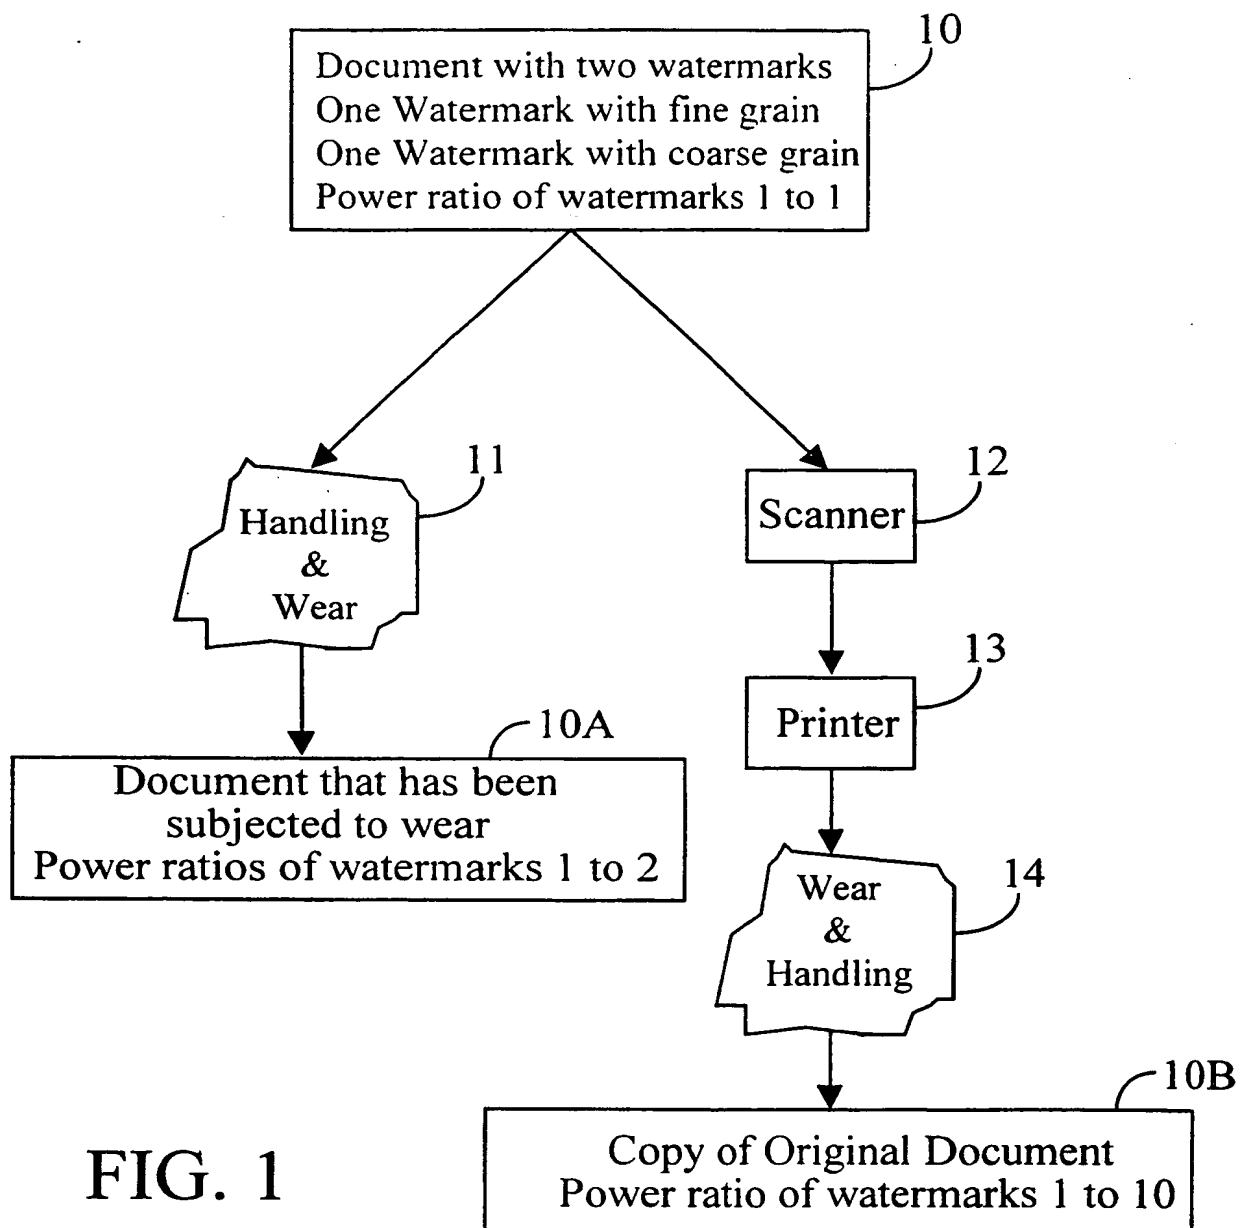 10
Document with two watermarks
One Watermark with fine grain
One Watermark with coarse grain
Power ratio of watermarks 1 to 1
11
Handling
&
Wear
12
Scanner
13
Printer
10A
Document that has been
subjected to wear
Power ratios of watermarks 1 to 2
14
Wear
&
Handling
10B
Copy of Original Document
Power ratio of watermarks 1 to 10
FIG. 1